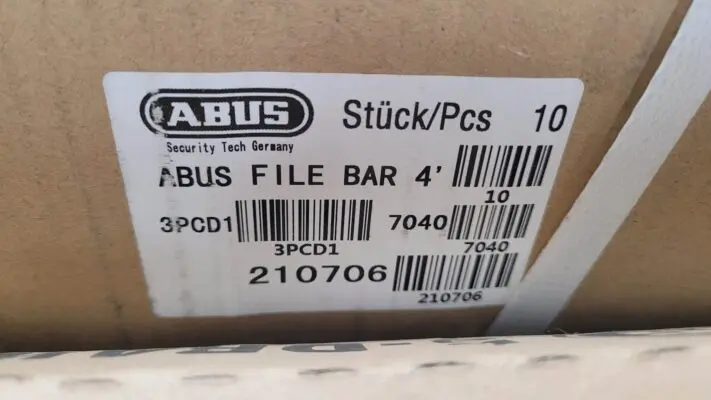 ABUS Stück/Pcs 10
Security Tech Germany
ABUS FILE BAR 4'
10
3PCD1 7040
3PCD1 7040
210706
210706